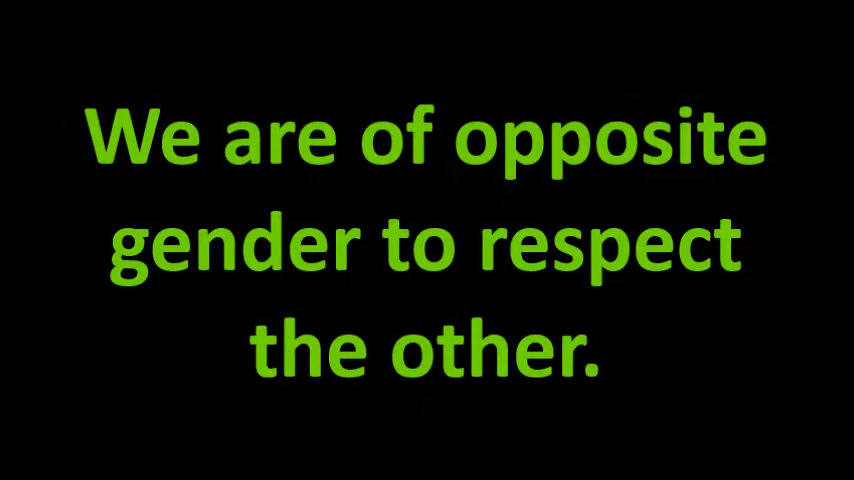 We are of opposite
gender to respect
the other.